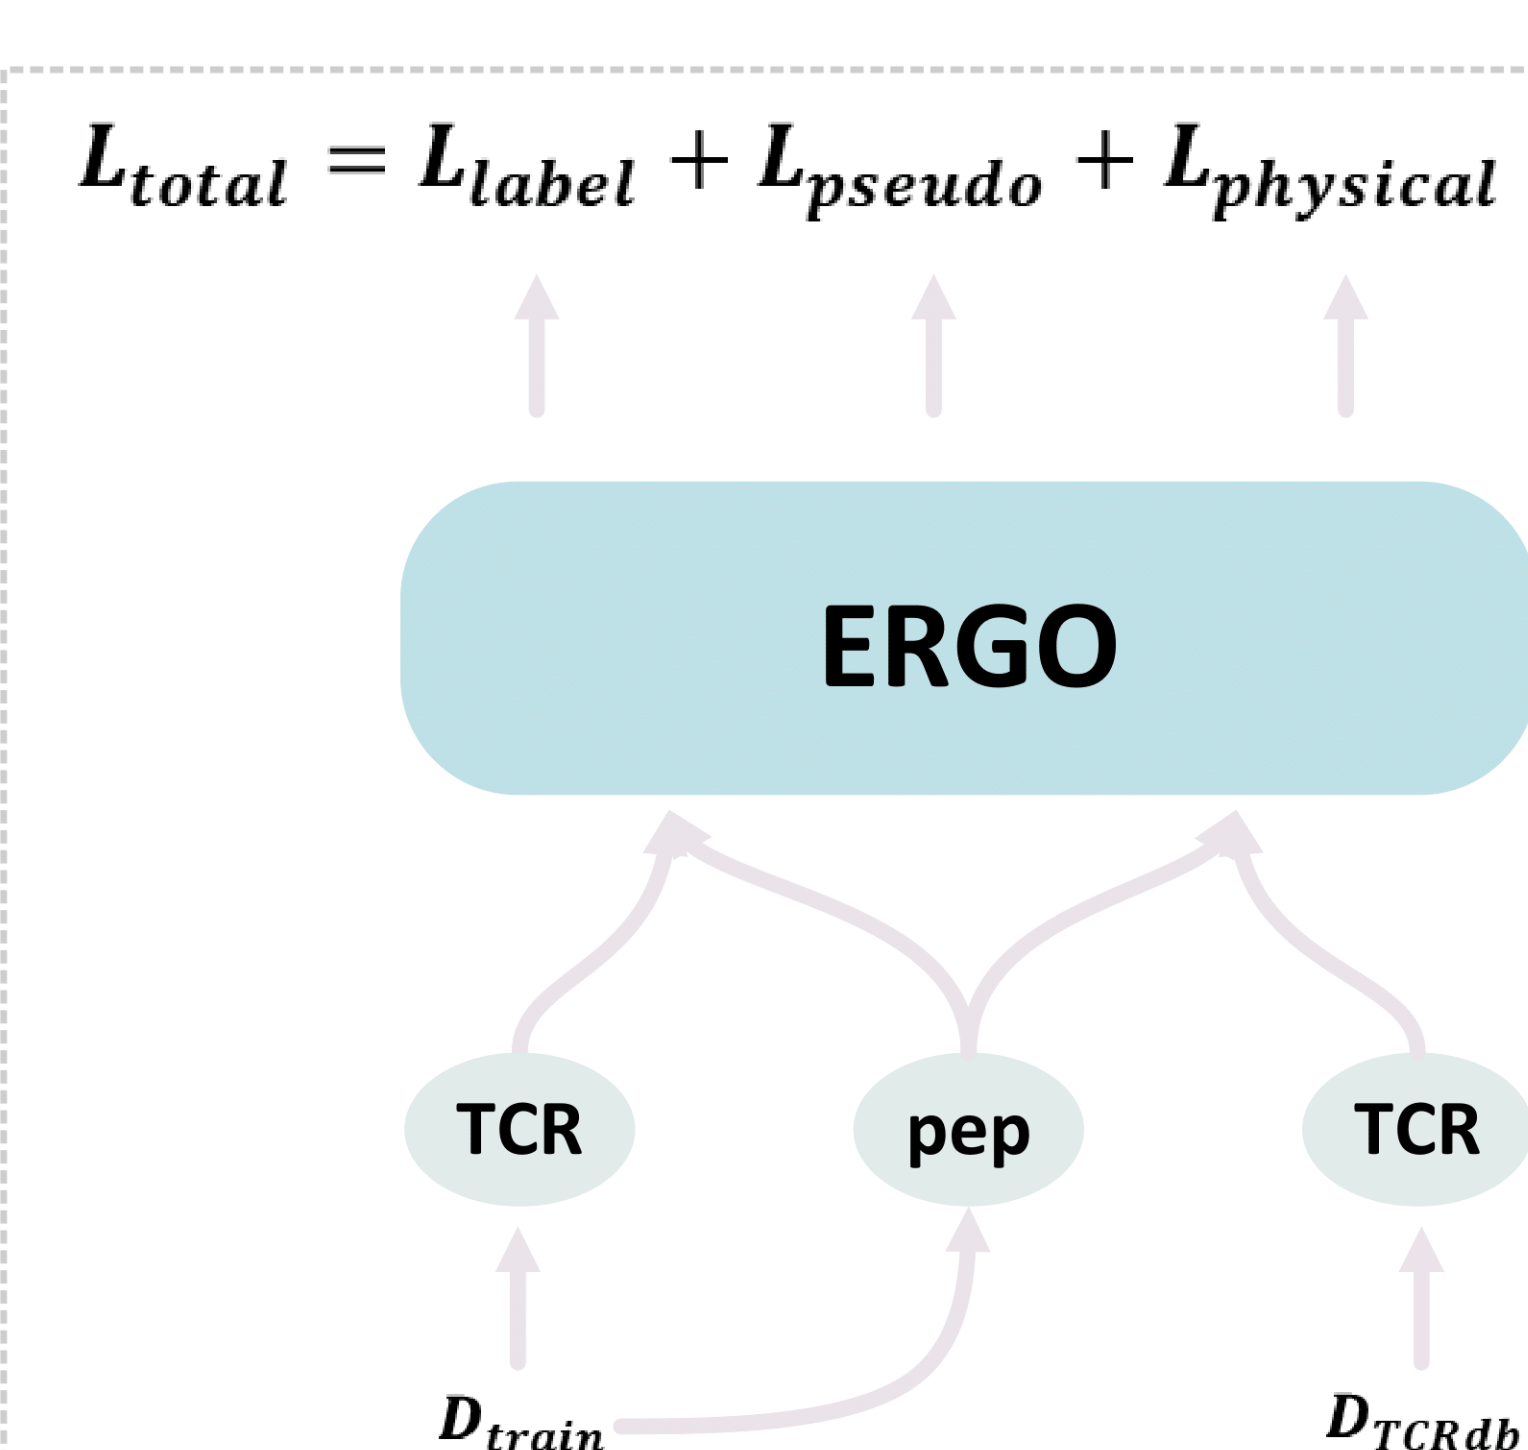 L_total = L_label + L_pseudo + L_physical
ERGO
TCR pep TCR
D_train D_TCRdb